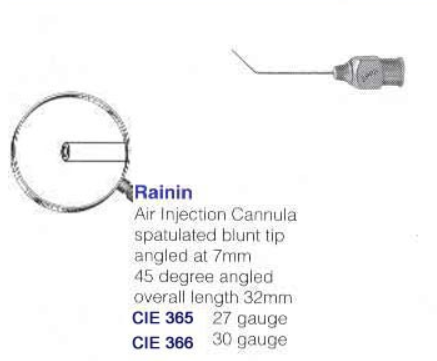 Rainin
Air Injection Cannula
spatulated blunt tip
angled at 7mm
45 degree angled
overall length 32mm
CIE 365 27 gauge
CIE 366 30 gauge